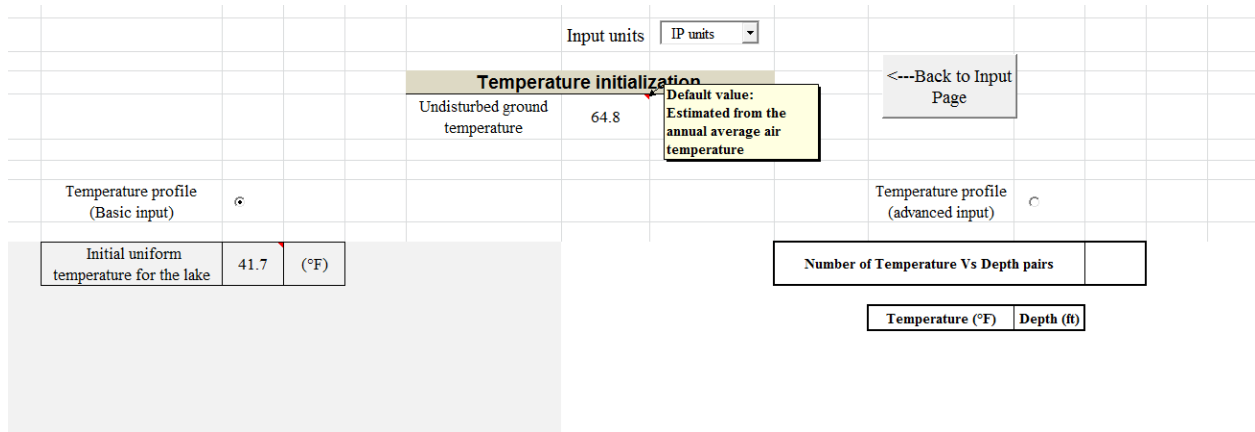 Input units IP units
Temperature initialization
<---Back to Input
Page
Undisturbed ground
temperature
64.8
Default value:
Estimated from the
annual average air
temperature
Temperature profile
(Basic input)
Temperature profile
(advanced input)
Initial uniform
temperature for the lake
41.7
(°F)
Number of Temperature Vs Depth pairs
Temperature (°F) Depth (ft)